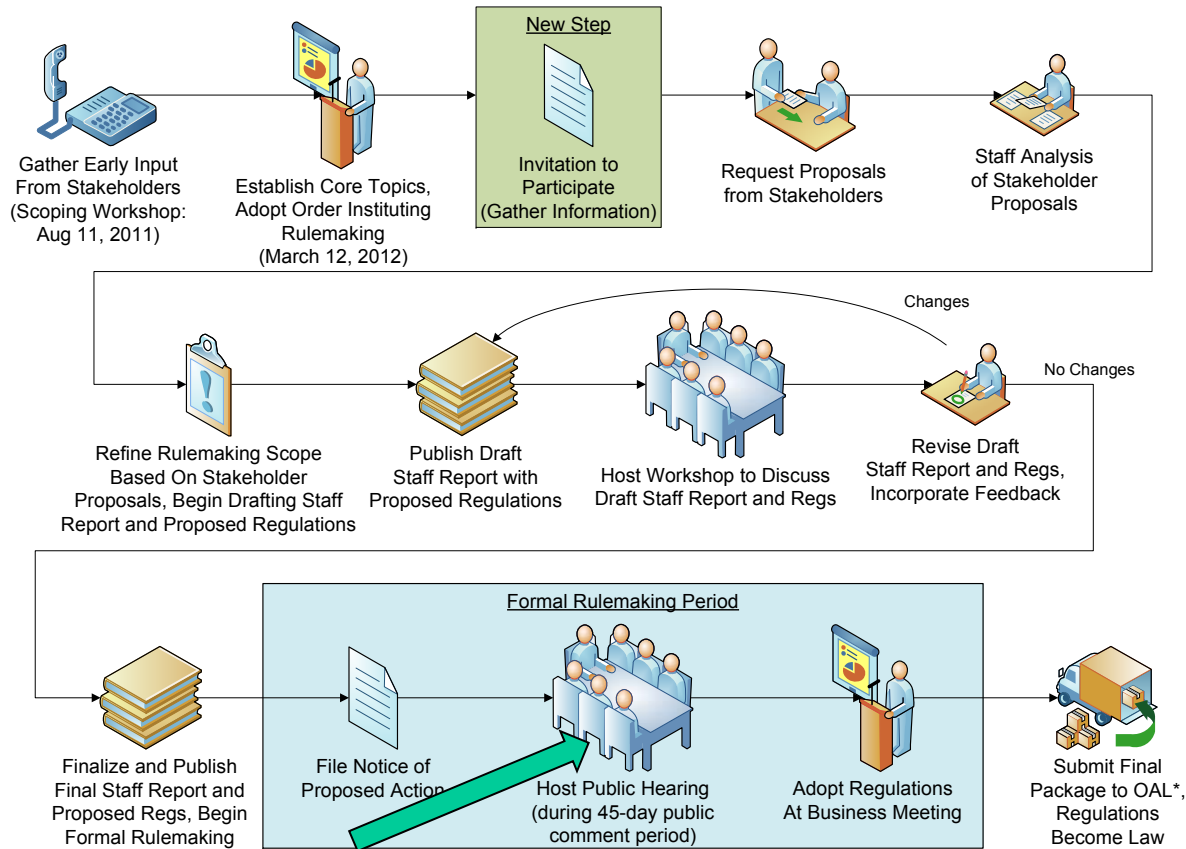 New Step
Gather Early Input
From Stakeholders
(Scoping Workshop:
Aug 11, 2011)
Establish Core Topics,
Adopt Order Instituting
Rulemaking
(March 12, 2012)
Invitation to
Participate
(Gather Information)
Request Proposals
from Stakeholders
Staff Analysis
of Stakeholder
Proposals
Changes
No Changes
Refine Rulemaking Scope
Based On Stakeholder
Proposals, Begin Drafting Staff
Report and Proposed Regulations
Publish Draft
Staff Report with
Proposed Regulations
Host Workshop to Discuss
Draft Staff Report and Regs
Revise Draft
Staff Report and Regs,
Incorporate Feedback
Formal Rulemaking Period
Finalize and Publish
Final Staff Report and
Proposed Regs, Begin
Formal Rulemaking
File Notice of
Proposed Action
Host Public Hearing
(during 45-day public
comment period)
Adopt Regulations
At Business Meeting
Submit Final
Package to OAL*,
Regulations
Become Law